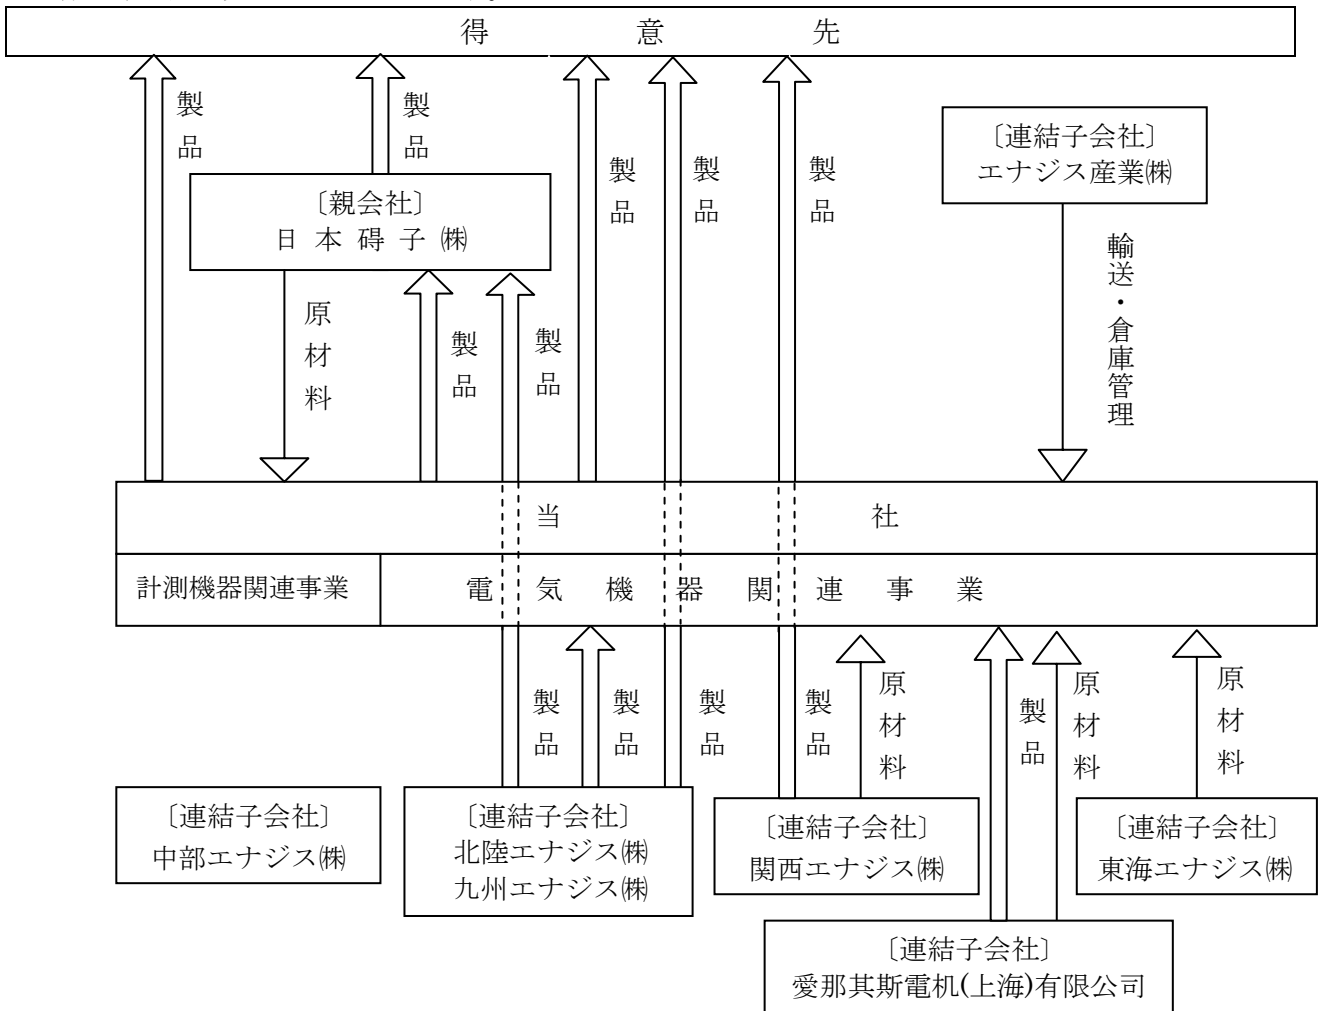 得意先
製品
製品
製品
製品
製品
〔連結子会社〕
エナジス産業㈱
〔親会社〕
日本碍子㈱
輸送・倉庫管理
原材料
製品
製品
当社
計測機器関連事業
電気機器関連事業
製品
製品
製品
製品
原材料
製品
原材料
原材料
〔連結子会社〕
中部エナジス㈱
〔連結子会社〕
北陸エナジス㈱
九州エナジス㈱
〔連結子会社〕
関西エナジス㈱
〔連結子会社〕
東海エナジス㈱
〔連結子会社〕
愛那其斯電机(上海)有限公司